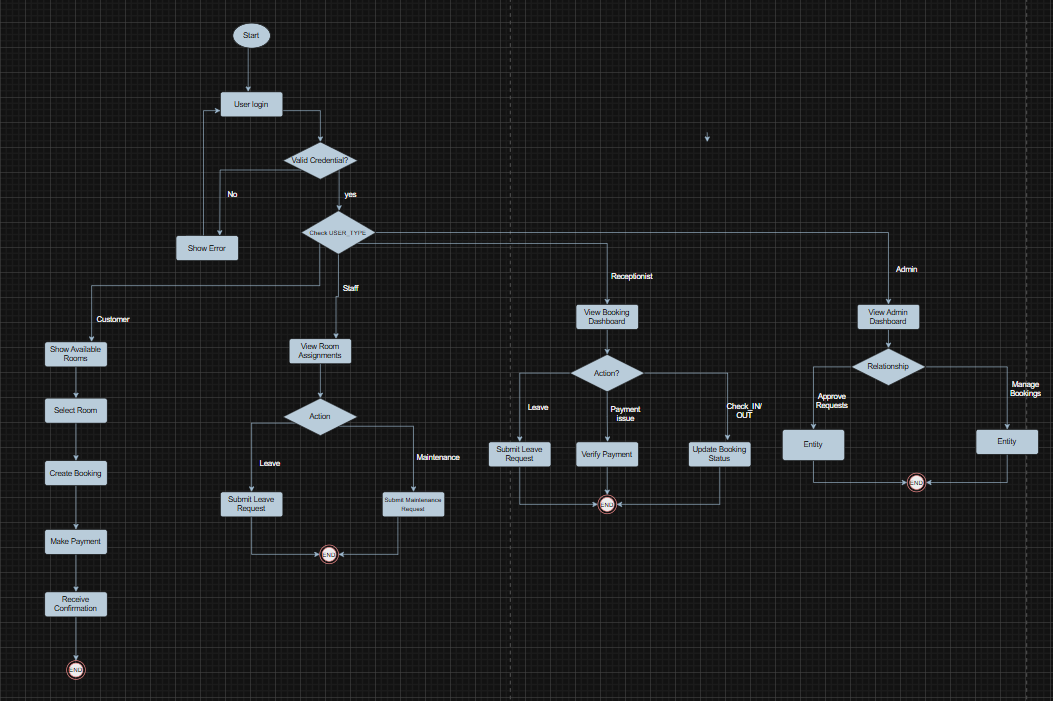 Start
User login
Valid Credential?
No
yes
Check USER_TYPE
Show Error
Receptionist
Admin
Staff
Customer
View Booking
Dashboard
View Admin
Dashboard
Show Available
Rooms
View Room
Assignments
Action?
Relationship
Select Room
Action
Leave
Payment
issue
Check_IN/
OUT
Approve
Requests
Manage
Bookings
Leave
Maintenance
Submit Leave
Request
Verify Payment
Update Booking
Status
Entity
Entity
Create Booking
Submit Leave
Request
Submit Maintenance
Request
END
END
Make Payment
END
Receive
Confirmation
END